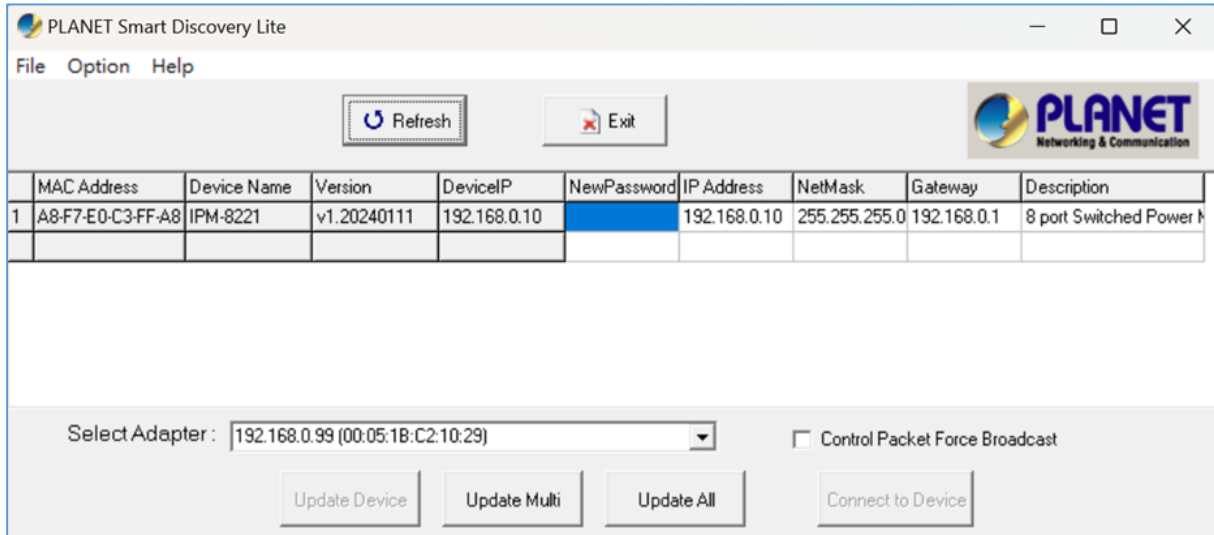 PLANET Smart Discovery Lite
File Option Help
Refresh Exit PLANET
Networking & Communication
MAC Address Device Name Version DeviceIP NewPassword IP Address NetMask Gateway Description
1 A8-F7-E0-C3-FF-A8 IPM-8221 v1.20240111 192.168.0.10 192.168.0.10 255.255.255.0 192.168.0.1 8 port Switched Power
Select Adapter : 192.168.0.99 (00:05:1B:C2:10:29) Control Packet Force Broadcast
Update Device Update Multi Update All Connect to Device